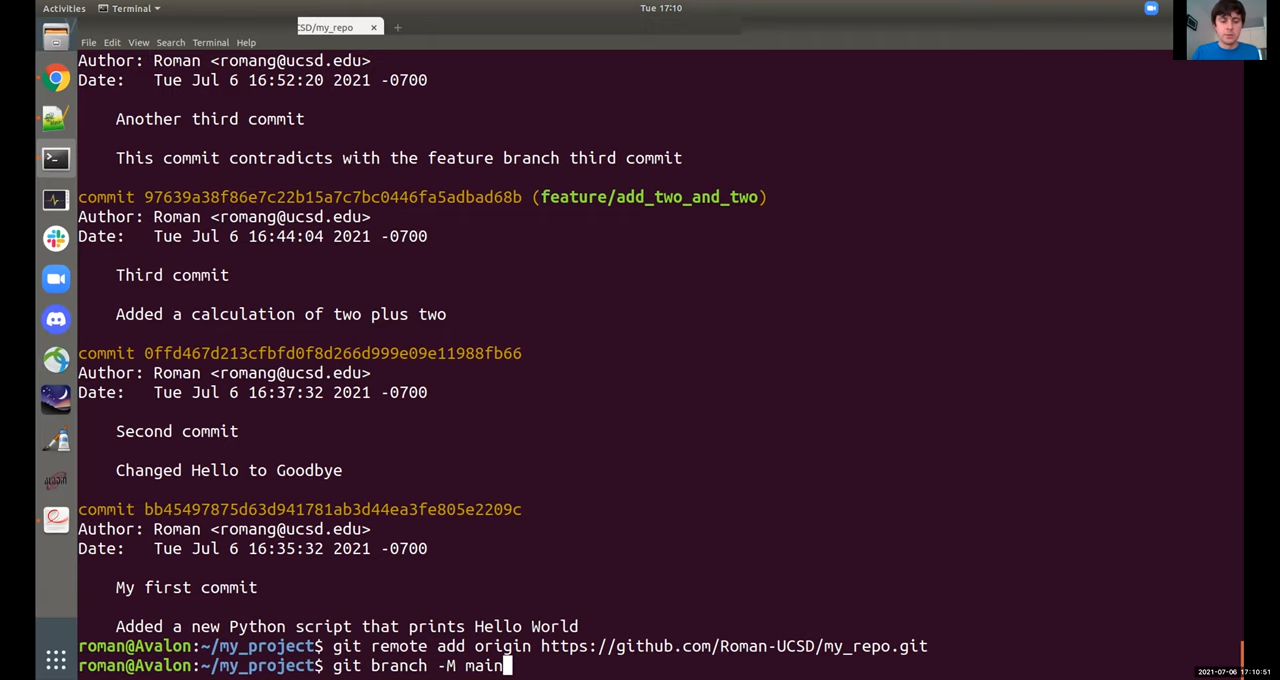 Activities Terminal Tue 17:10
CSD/my_repo × +
File Edit View Search Terminal Help
Author: Roman <romang@ucsd.edu>
Date:   Tue Jul 6 16:52:20 2021 -0700
Another third commit
This commit contradicts with the feature branch third commit
commit 97639a38f86e7c22b15a7c7bc0446fa5adbad68b (feature/add_two_and_two)
Author: Roman <romang@ucsd.edu>
Date:   Tue Jul 6 16:44:04 2021 -0700
Third commit
Added a calculation of two plus two
commit 0ffd467d213cfbfd0f8d266d999e09e11988fb66
Author: Roman <romang@ucsd.edu>
Date:   Tue Jul 6 16:37:32 2021 -0700
Second commit
Changed Hello to Goodbye
commit bb45497875d63d941781ab3d44ea3fe805e2209c
Author: Roman <romang@ucsd.edu>
Date:   Tue Jul 6 16:35:32 2021 -0700
My first commit
Added a new Python script that prints Hello World
roman@Avalon:~/my_project$ git remote add origin https://github.com/Roman-UCSD/my_repo.git
roman@Avalon:~/my_project$ git branch -M main
2021-07-06 17:10:51